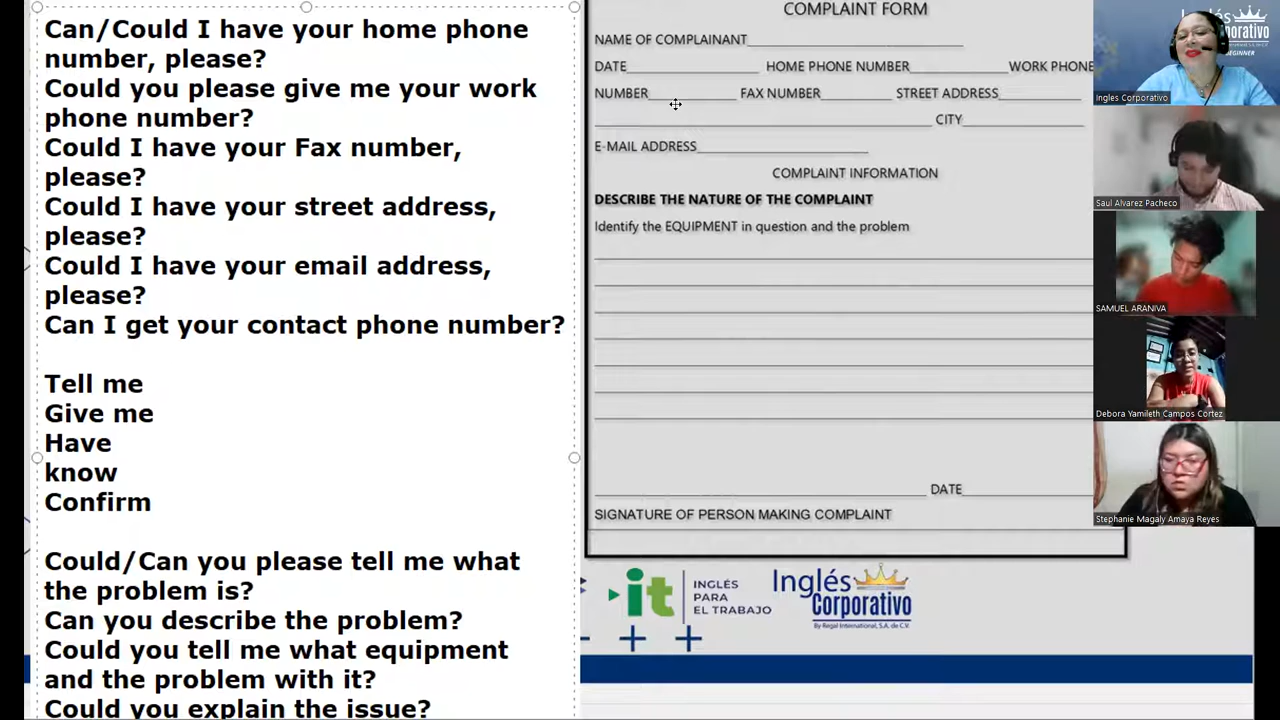 Can/Could I have your home phone
number, please?
Could you please give me your work
phone number?
Could I have your Fax number,
please?
Could I have your street address,
please?
Could I have your email address,
please?
Can I get your contact phone number?
Tell me
Give me
Have
know
Confirm
Could/Can you please tell me what
the problem is?
Can you describe the problem?
Could you tell me what equipment
and the problem with it?
Could you explain the issue?
COMPLAINT FORM
NAME OF COMPLAINANT
DATE HOME PHONE NUMBER WORK PHONE
NUMBER FAX NUMBER STREET ADDRESS
CITY
E-MAIL ADDRESS
COMPLAINT INFORMATION
DESCRIBE THE NATURE OF THE COMPLAINT
Identify the EQUIPMENT in question and the problem
DATE
SIGNATURE OF PERSON MAKING COMPLAINT
it
INGLÉS
PARA
EL TRABAJO
Inglés
Corporativo
By Regal International, S.A. de C.V.
Inglés
Corporativo
BEGINNER
Ingles Corporativo
Saul Alvarez Pacheco
SAMUEL ARANIVA
Debora Yamileth Campos Cortez
Stephanie Magaly Amaya Reyes